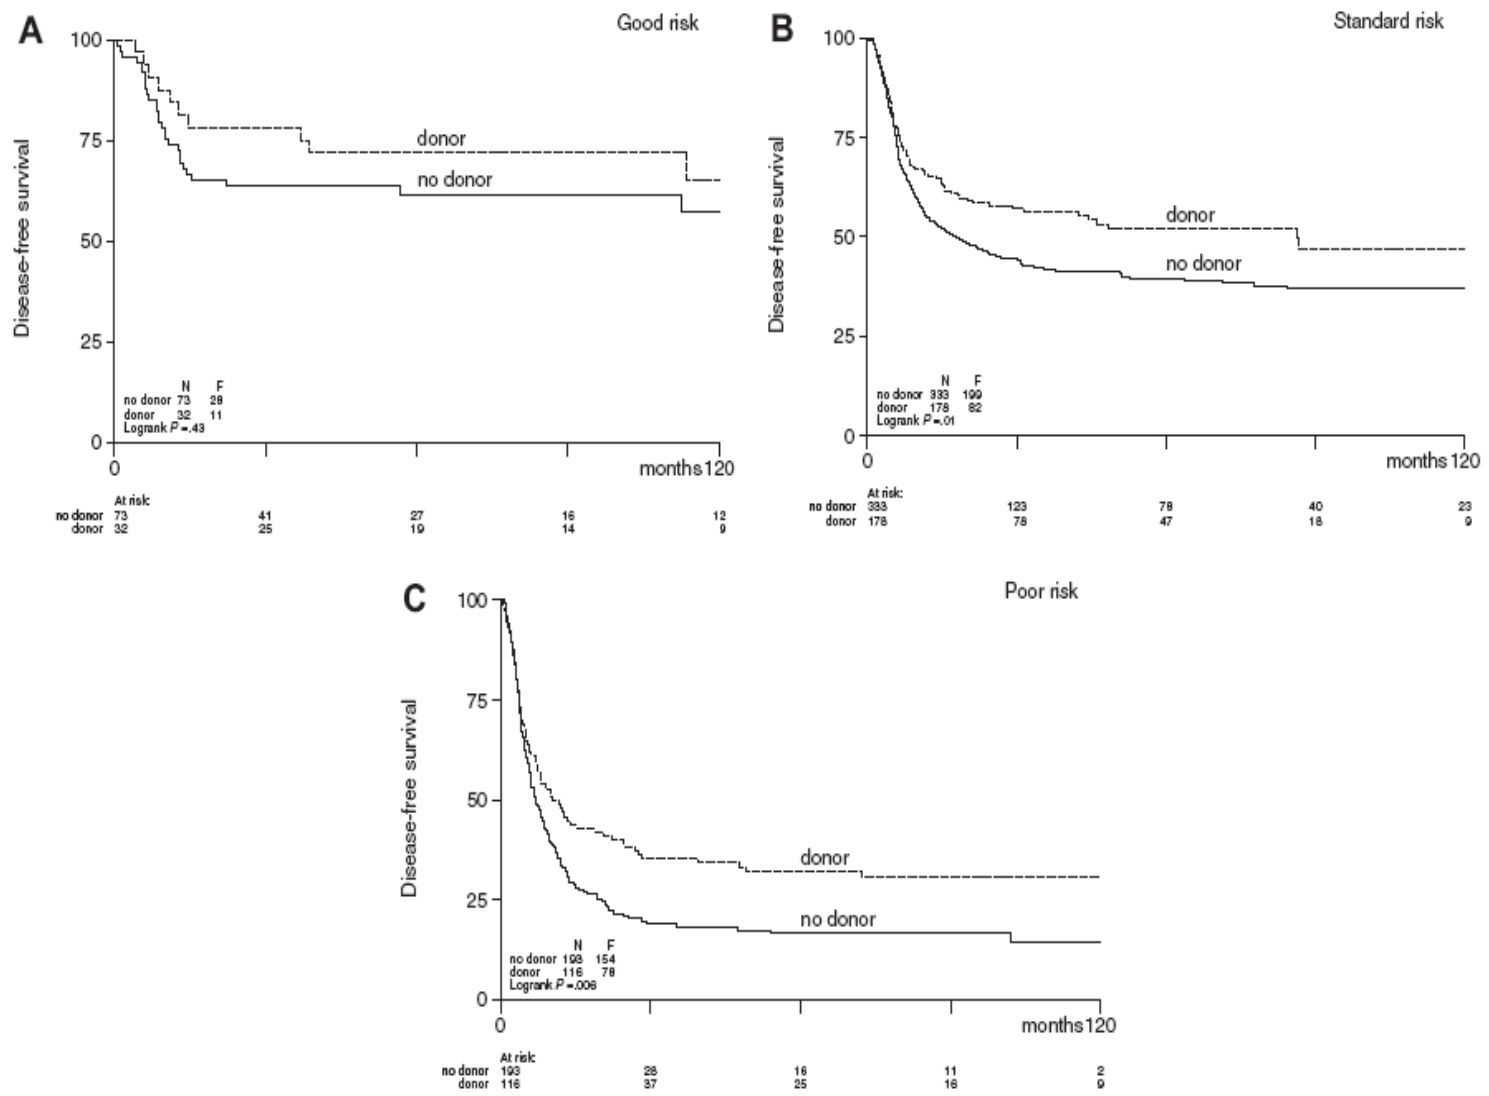 A
Good risk
100
75
50
25
0
Disease-free survival
donor
no donor
N F
no donor 73 28
donor 32 11
Logrank P =.43
0 months 120
At risk:
no donor 73 41 27 16 12
donor 32 25 19 14 9
B
Standard risk
100
75
50
25
0
Disease-free survival
donor
no donor
N F
no donor 333 199
donor 178 82
Logrank P =.01
0 months 120
At risk:
no donor 333 123 78 40 23
donor 178 78 47 18 9
C
Poor risk
100
75
50
25
0
Disease-free survival
donor
no donor
N F
no donor 193 154
donor 116 78
Logrank P =.006
0 months 120
At risk:
no donor 193 28 16 11 2
donor 116 37 25 16 9